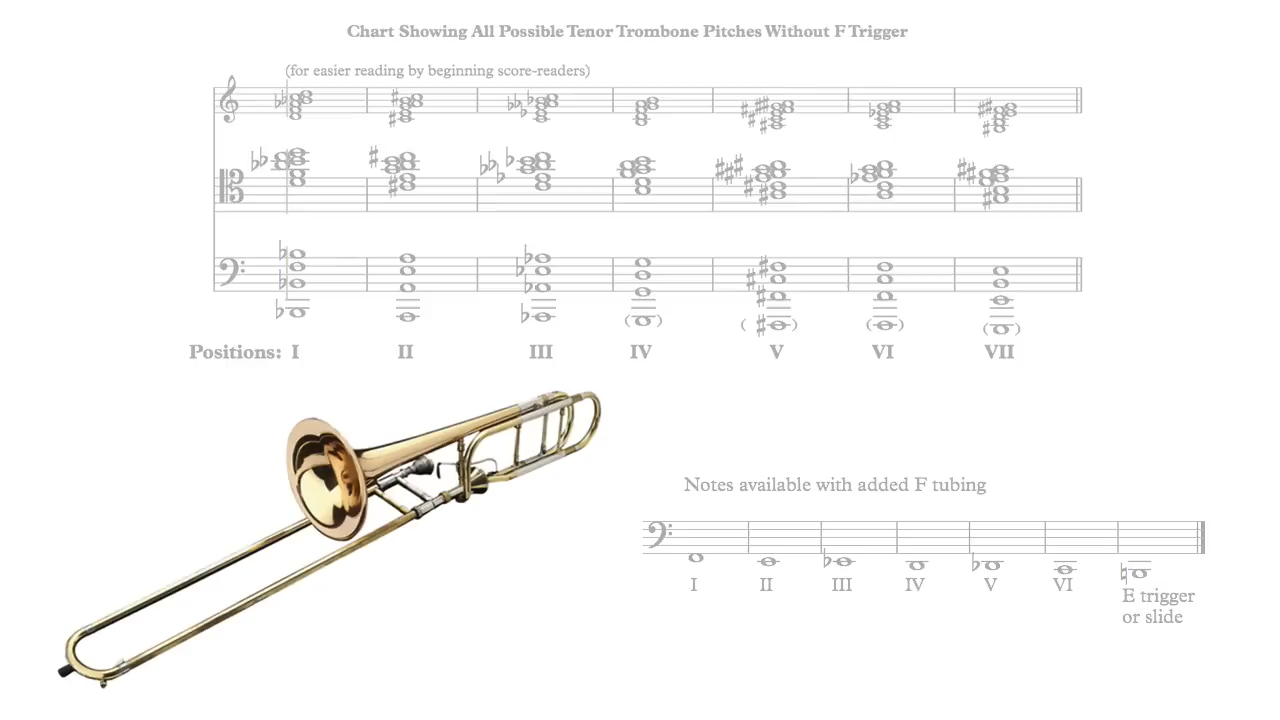 Chart Showing All Possible Tenor Trombone Pitches Without F Trigger
(for easier reading by beginning score-readers)
Positions: I II III IV V VI VII
Notes available with added F tubing
I II III IV V VI
E trigger
or slide